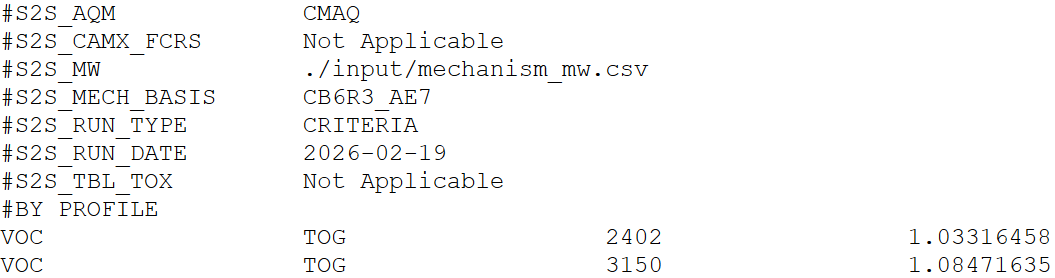 #S2S_AQM CMAQ
#S2S_CAMX_FCRS Not Applicable
#S2S_MW ./input/mechanism_mw.csv
#S2S_MECH_BASIS CB6R3_AE7
#S2S_RUN_TYPE CRITERIA
#S2S_RUN_DATE 2026-02-19
#S2S_TBL_TOX Not Applicable
#BY PROFILE
VOC TOG 2402 1.03316458
VOC TOG 3150 1.08471635